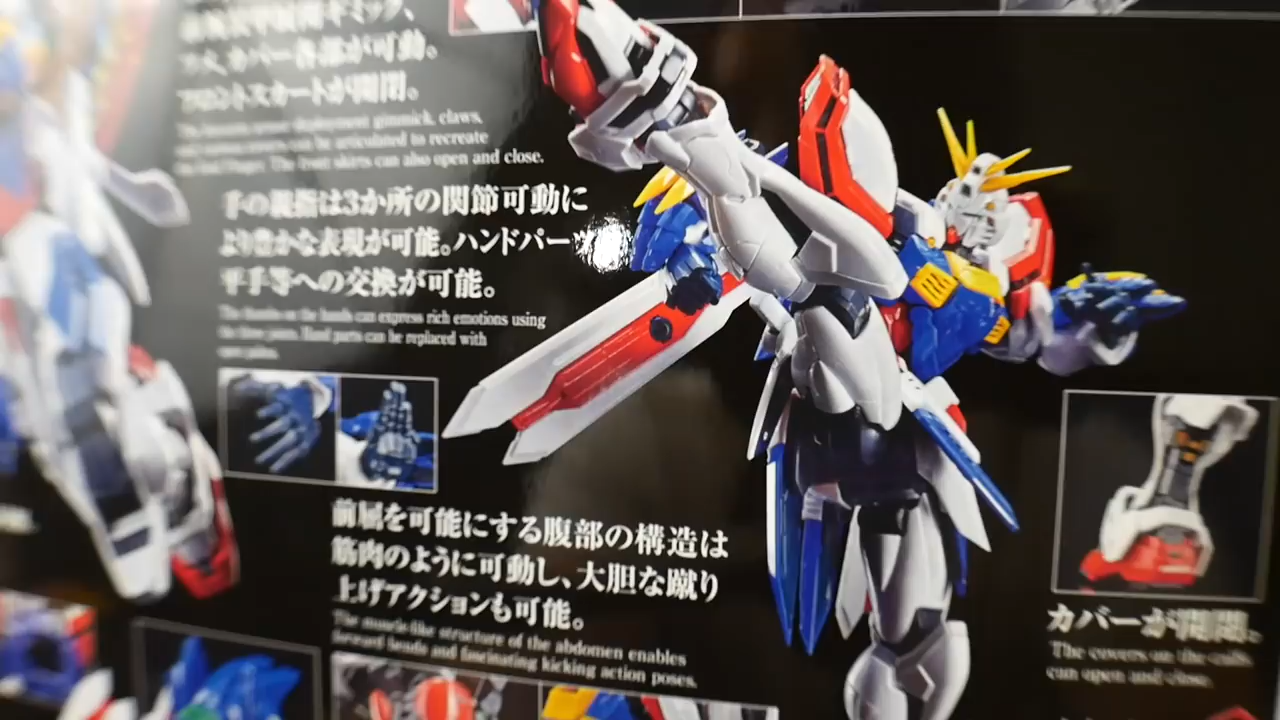 カバー各部が可動。
フロントスカートが開閉。
deployment gimmick, claws,
can be articulated to recreate
The front skirts can also open and close.
手の親指は3か所の関節可動に
より豊かな表現が可能。ハンドパーツ
平手等への交換が可能。
The thumbs on the hands can express rich emotions using
the three joints. Hand parts can be replaced with
前屈を可能にする腹部の構造は
筋肉のように可動し、大胆な蹴り
上げアクションも可能。
The muscle-like structure of the abdomen enables
forward bends and fascinating kicking action poses.
カバーが開閉。
The covers on the calfs
can open and close.